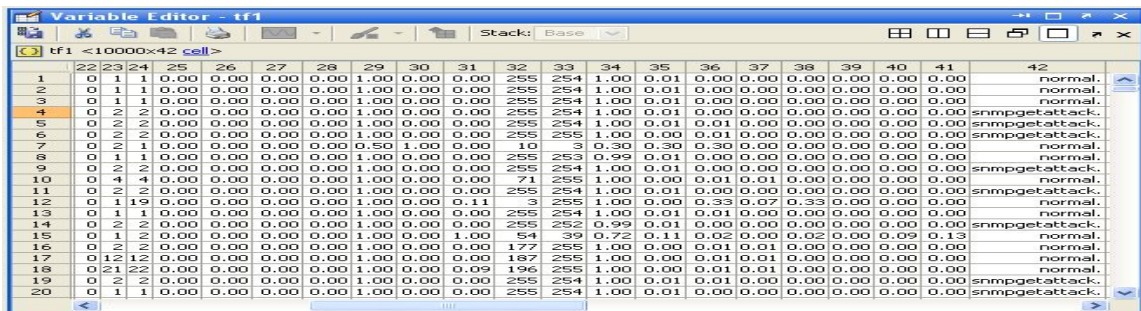 Variable Editor - tf1
Stack: Base
tf1 <10000x42 cell>
22 23 24 25 26 27 28 29 30 31 32 33 34 35 36 37 38 39 40 41 42
1 0 1 1 0.00 0.00 0.00 0.00 1.00 0.00 0.00 255 254 1.00 0.01 0.00 0.00 0.00 0.00 0.00 0.00 normal.
2 0 1 1 0.00 0.00 0.00 0.00 1.00 0.00 0.00 255 254 1.00 0.01 0.00 0.00 0.00 0.00 0.00 0.00 normal.
3 0 1 1 0.00 0.00 0.00 0.00 1.00 0.00 0.00 255 254 1.00 0.01 0.00 0.00 0.00 0.00 0.00 0.00 normal.
4 0 2 2 0.00 0.00 0.00 0.00 1.00 0.00 0.00 255 254 1.00 0.01 0.00 0.00 0.00 0.00 0.00 0.00 snmpgetattack.
5 0 2 2 0.00 0.00 0.00 0.00 1.00 0.00 0.00 255 254 1.00 0.01 0.01 0.00 0.00 0.00 0.00 0.00 snmpgetattack.
6 0 2 2 0.00 0.00 0.00 0.00 1.00 0.00 0.00 255 255 1.00 0.00 0.01 0.00 0.00 0.00 0.00 0.00 snmpgetattack.
7 0 2 1 0.00 0.00 0.00 0.00 0.50 1.00 0.00 10 3 0.30 0.30 0.30 0.00 0.00 0.00 0.00 0.00 normal.
8 0 1 1 0.00 0.00 0.00 0.00 1.00 0.00 0.00 255 253 0.99 0.01 0.00 0.00 0.00 0.00 0.00 0.00 normal.
9 0 2 2 0.00 0.00 0.00 0.00 1.00 0.00 0.00 255 254 1.00 0.01 0.00 0.00 0.00 0.00 0.00 0.00 snmpgetattack.
10 0 4 4 0.00 0.00 0.00 0.00 1.00 0.00 0.00 71 255 1.00 0.00 0.01 0.01 0.00 0.00 0.00 0.00 normal.
11 0 2 2 0.00 0.00 0.00 0.00 1.00 0.00 0.00 255 254 1.00 0.01 0.00 0.00 0.00 0.00 0.00 0.00 snmpgetattack.
12 0 1 19 0.00 0.00 0.00 0.00 1.00 0.00 0.11 3 255 1.00 0.00 0.33 0.07 0.33 0.00 0.00 0.00 normal.
13 0 1 1 0.00 0.00 0.00 0.00 1.00 0.00 0.00 255 254 1.00 0.01 0.01 0.00 0.00 0.00 0.00 0.00 normal.
14 0 2 2 0.00 0.00 0.00 0.00 1.00 0.00 0.00 255 252 0.99 0.01 0.00 0.00 0.00 0.00 0.00 0.00 snmpgetattack.
15 0 1 2 0.00 0.00 0.00 0.00 1.00 0.00 1.00 54 39 0.72 0.11 0.02 0.00 0.02 0.00 0.09 0.13 normal.
16 0 2 2 0.00 0.00 0.00 0.00 1.00 0.00 0.00 177 255 1.00 0.00 0.01 0.01 0.00 0.00 0.00 0.00 normal.
17 0 12 12 0.00 0.00 0.00 0.00 1.00 0.00 0.00 187 255 1.00 0.00 0.01 0.01 0.00 0.00 0.00 0.00 normal.
18 0 21 22 0.00 0.00 0.00 0.00 1.00 0.00 0.09 196 255 1.00 0.00 0.01 0.01 0.00 0.00 0.00 0.00 normal.
19 0 2 2 0.00 0.00 0.00 0.00 1.00 0.00 0.00 255 254 1.00 0.01 0.01 0.00 0.00 0.00 0.00 0.00 snmpgetattack.
20 0 1 1 0.00 0.00 0.00 0.00 1.00 0.00 0.00 255 254 1.00 0.01 0.00 0.00 0.00 0.00 0.00 0.00 snmpgetattack.